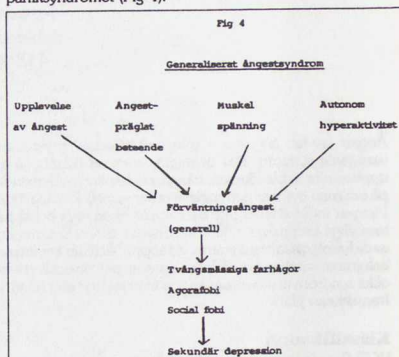 paniksyndromet (Fig 4).
Fig 4
Generaliserat ångestsyndrom
Upplevelse av ångest
Ångest-präglat beteende
Muskel spänning
Autonom hyperaktivitet
Förväntningsångest
(generell)
Tvångsmässiga farhågor
Agorafobi
Social fobi
Sekundär depression